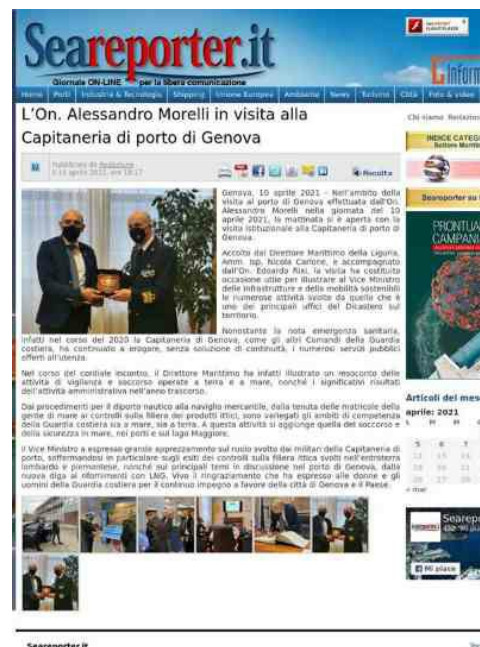 Seareporter.it
Giornale ON-LINE per la libera comunicazione
Home Porti Industria & Tecnologia Shipping Unione Europea Ambiente News Turismo Città Foto & video
L'On. Alessandro Morelli in visita alla
Capitaneria di porto di Genova
Chi siamo
Pubblicato da Redazione
Ascolta
INDICE
Genova, 10 aprile 2021 – Nell'ambito della
visita al porto di Genova effettuata dall'On.
Alessandro Morelli nella giornata del 10
aprile 2021, la mattinata si è aperta con la
visita istituzionale alla Capitaneria di porto di
Genova.
Accolto dal Direttore Marittimo della Liguria,
Amm. Isp. Nicola Carlone, e accompagnato
dall'On. Edoardo Rixi, la visita ha costituito
occasione utile per illustrare al Vice Ministro
delle infrastrutture e della mobilità sostenibili
le numerose attività svolte da quello che è
uno dei principali uffici del Dicastero sul
territorio.
Nonostante la nota emergenza sanitaria,
infatti nel corso del 2020 la Capitaneria di Genova, come gli altri Comandi della Guardia
costiera, ha continuato a erogare, senza soluzione di continuità, i numerosi servizi pubblici
offerti all'utenza.
Nel corso del cordiale incontro, il Direttore Marittimo ha infatti illustrato un resoconto delle
attività di vigilanza e soccorso operate a terra e a mare, nonché i significativi risultati
dell'attività amministrativa nell'anno trascorso.
Dai procedimenti per il diporto nautico alla naviglio mercantile, dalla tenuta delle matricole della
gente di mare ai controlli sulla filiera dei prodotti ittici, sono variegati gli ambiti di competenza
della Guardia costiera sia a mare, sia a terra. A questa attività si aggiunge quella del soccorso e
della sicurezza in mare, nei porti e sul lago Maggiore.
Il Vice Ministro a espresso grande apprezzamento sul ruolo svolto dai militari della Capitaneria di
porto, soffermandosi in particolare sugli esiti dei controlli sulla filiera ittica svolti nell'entroterra
lombardo e piemontese, nonché sui principali temi in discussione nel porto di Genova, dalla
nuova diga ai rifornimenti con LNG. Vivo il ringraziamento che ha espresso alle donne e gli
uomini della Guardia costiera per il continuo impegno a favore della città di Genova e il Paese.
Seareporter su
PRONTUA
CAMPAN
Articoli del mes
aprile: 2021
5 6 7
« mar
Seareport
Mi piace
Seareporter.it